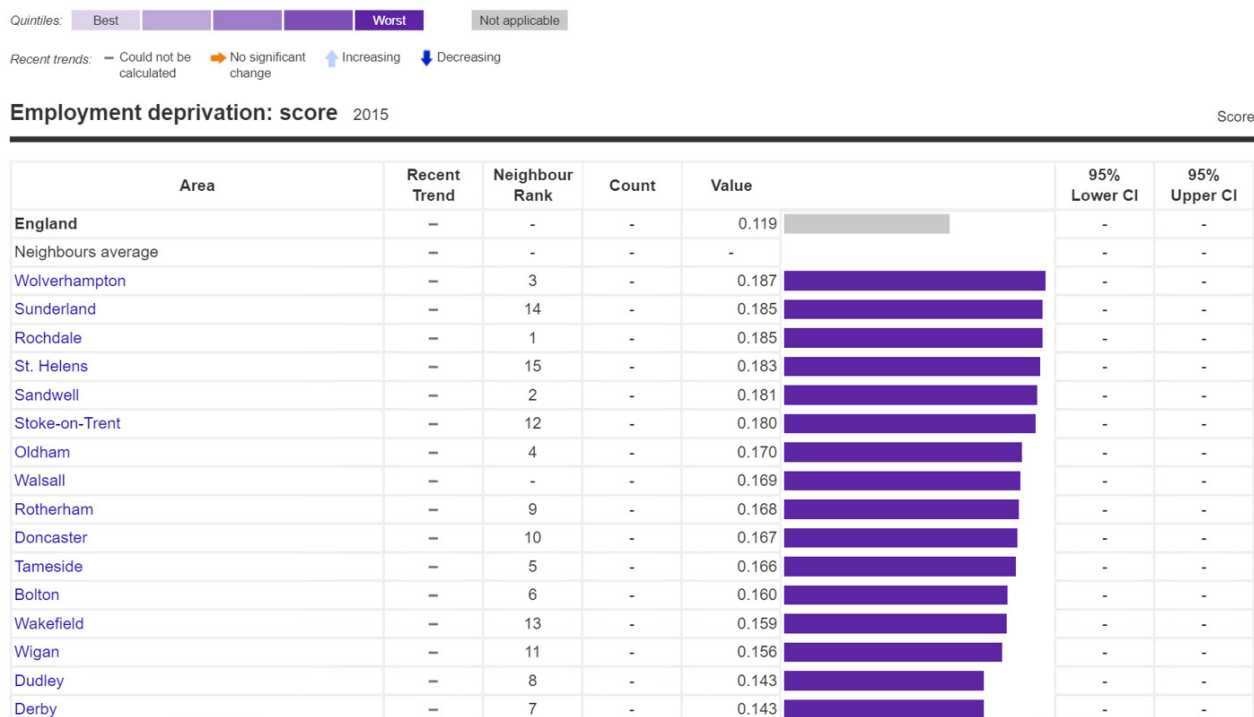 Quintiles: Best Worst Not applicable
Recent trends: – Could not be calculated No significant change Increasing Decreasing
Employment deprivation: score 2015 Score
Area Recent Trend Neighbour Rank Count Value 95% Lower CI 95% Upper CI
England – - - 0.119 - -
Neighbours average – - - - - -
Wolverhampton – 3 - 0.187 - -
Sunderland – 14 - 0.185 - -
Rochdale – 1 - 0.185 - -
St. Helens – 15 - 0.183 - -
Sandwell – 2 - 0.181 - -
Stoke-on-Trent – 12 - 0.180 - -
Oldham – 4 - 0.170 - -
Walsall – - - 0.169 - -
Rotherham – 9 - 0.168 - -
Doncaster – 10 - 0.167 - -
Tameside – 5 - 0.166 - -
Bolton – 6 - 0.160 - -
Wakefield – 13 - 0.159 - -
Wigan – 11 - 0.156 - -
Dudley – 8 - 0.143 - -
Derby – 7 - 0.143 - -